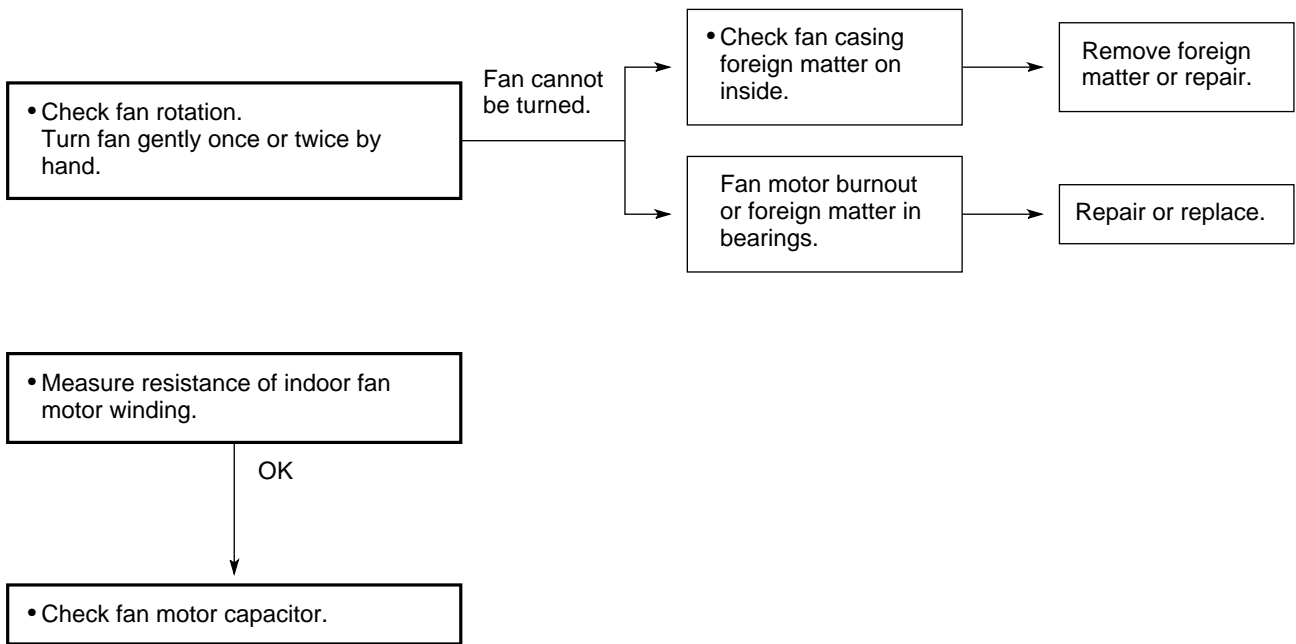 • Check fan rotation.
Turn fan gently once or twice by
hand.
Fan cannot
be turned.
• Check fan casing
foreign matter on
inside.
Remove foreign
matter or repair.
Fan motor burnout
or foreign matter in
bearings.
Repair or replace.
• Measure resistance of indoor fan
motor winding.
OK
• Check fan motor capacitor.